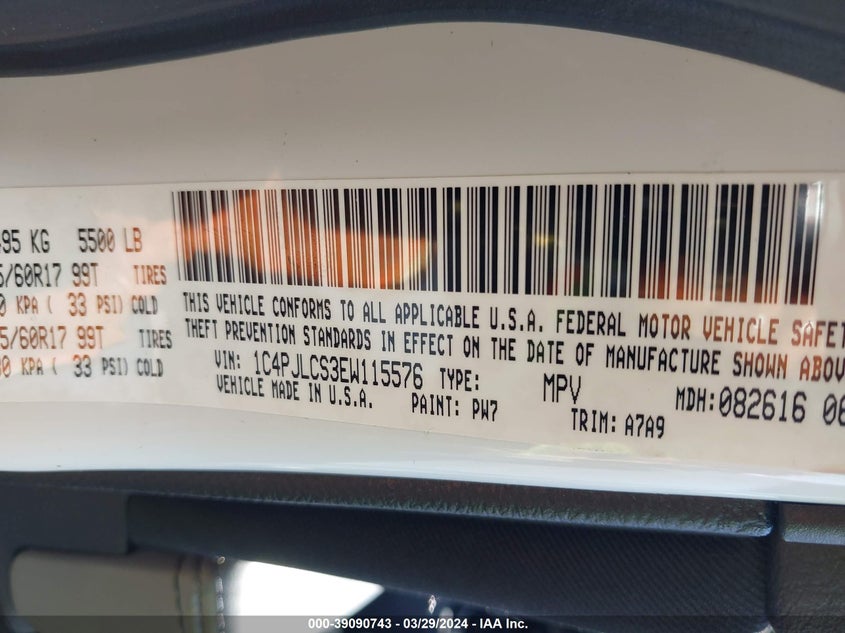 495 KG 5500 LB
5/60R17 99T TIRES
0 KPA ( 33 PSI) COLD
5/60R17 99T TIRES
30 KPA ( 33 PSI) COLD
THIS VEHICLE CONFORMS TO ALL APPLICABLE U.S.A. FEDERAL MOTOR VEHICLE SAFET
THEFT PREVENTION STANDARDS IN EFFECT ON THE DATE OF MANUFACTURE SHOWN ABOV
VIN: 1C4PJLCS3EW115576 TYPE: MPV MDH: 082616 06
VEHICLE MADE IN U.S.A. PAINT: PW7 TRIM: A7A9
000-39090743 - 03/29/2024 - IAA Inc.